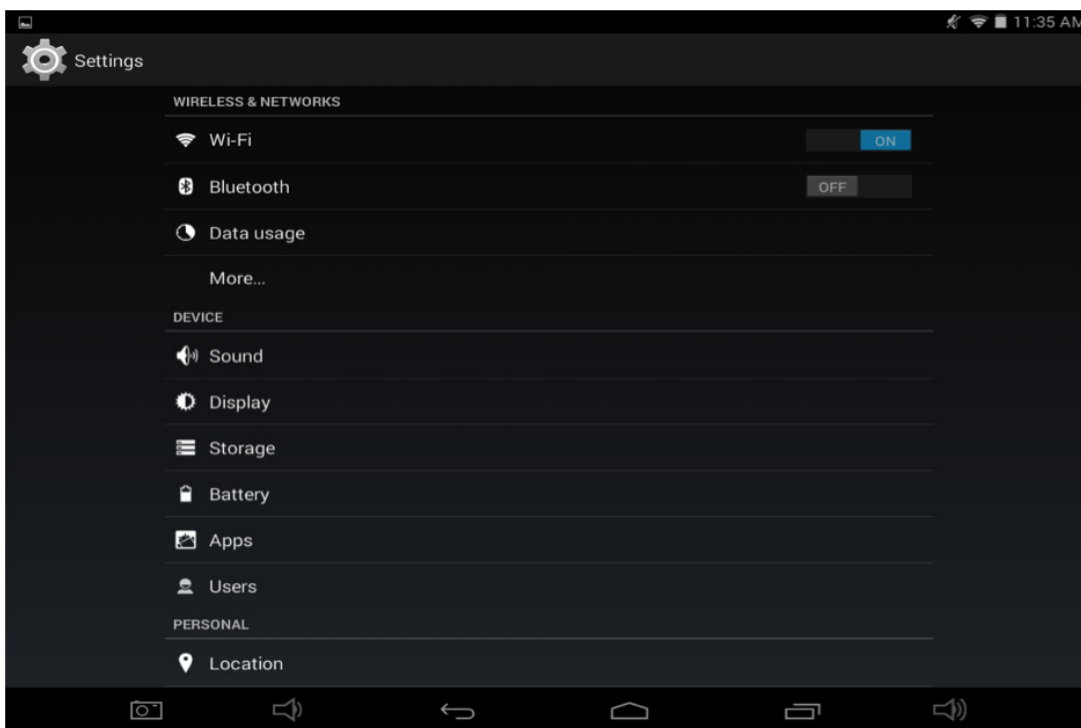 11:35 AM
Settings
WIRELESS & NETWORKS
Wi-Fi ON
Bluetooth OFF
Data usage
More...
DEVICE
Sound
Display
Storage
Battery
Apps
Users
PERSONAL
Location